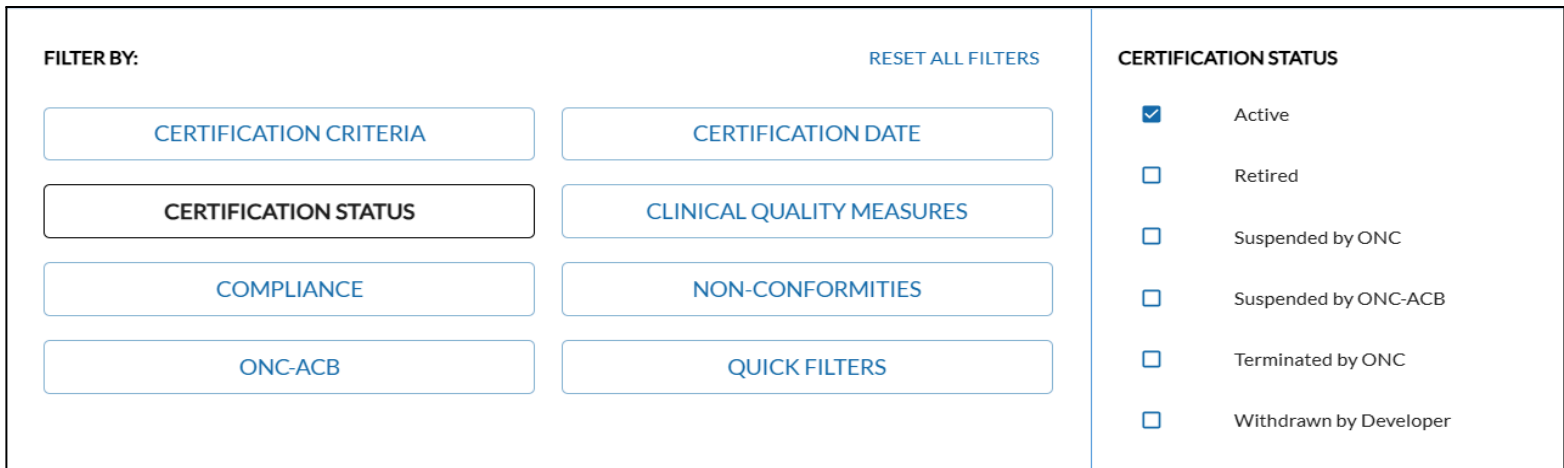 FILTER BY:
RESET ALL FILTERS
CERTIFICATION CRITERIA
CERTIFICATION DATE
CERTIFICATION STATUS
CLINICAL QUALITY MEASURES
COMPLIANCE
NON-CONFORMITIES
ONC-ACB
QUICK FILTERS
CERTIFICATION STATUS
Active
Retired
Suspended by ONC
Suspended by ONC-ACB
Terminated by ONC
Withdrawn by Developer